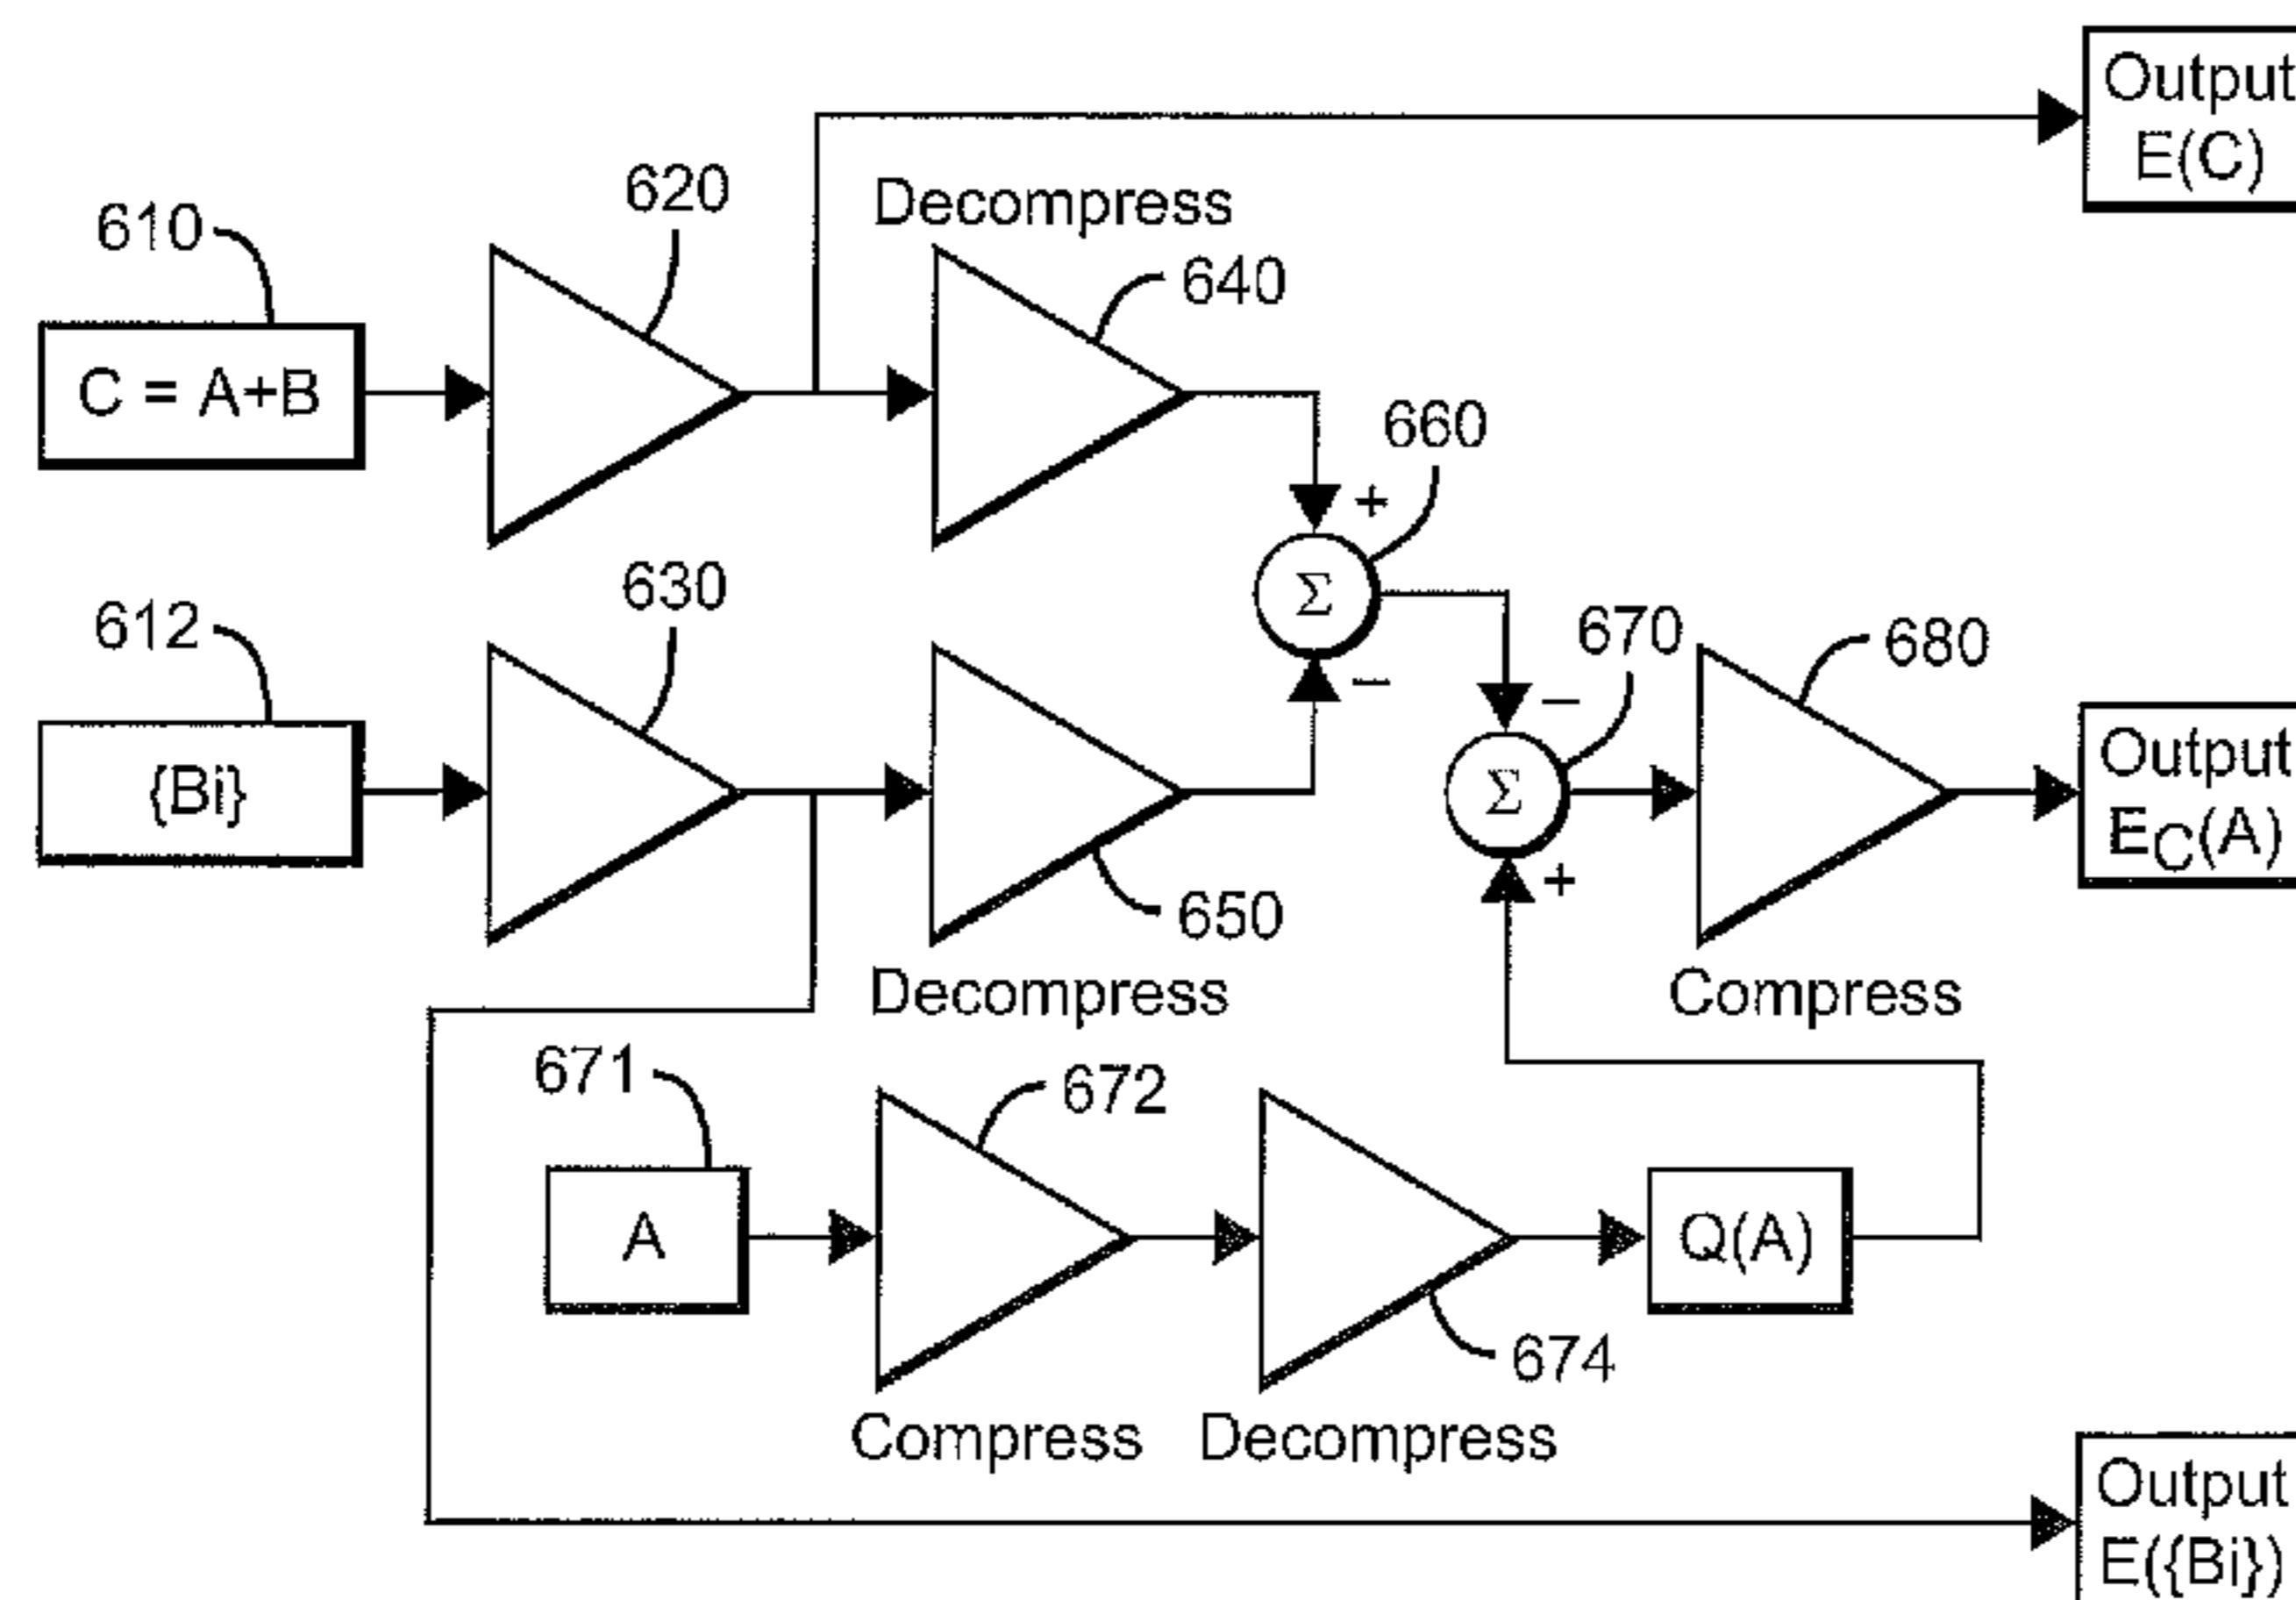 Output
E(C)
620
Decompress
610
640
C = A+B
660
+
Σ
630
612
670
680
−
−
{Bi}
Σ
Output
EC(A)
+
650
Decompress
Compress
671
672
A
Q(A)
674
Compress
Decompress
Output
E({Bi})